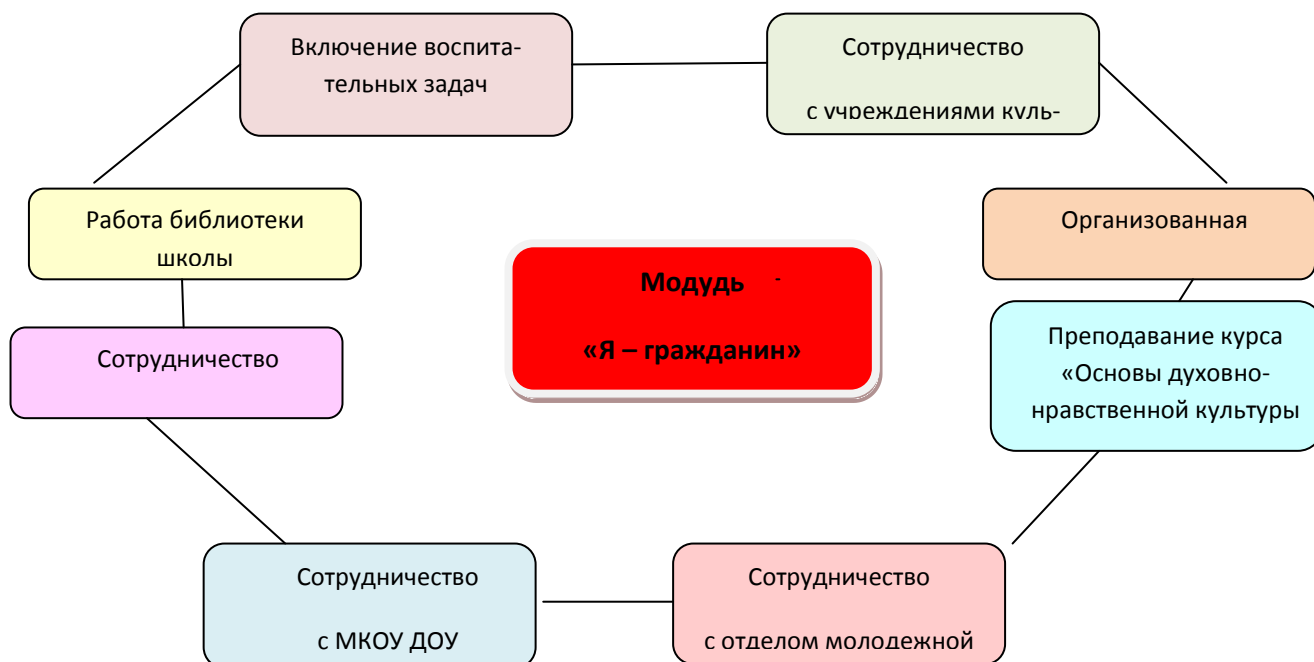 Включение воспита-
тельных задач
Сотрудничество
с учреждениями куль-
Работа библиотеки
школы
Организованная
Модудь -
«Я – гражданин»
Сотрудничество
Преподавание курса
«Основы духовно-
нравственной культуры
Сотрудничество
с МКОУ ДОУ
Сотрудничество
с отделом молодежной